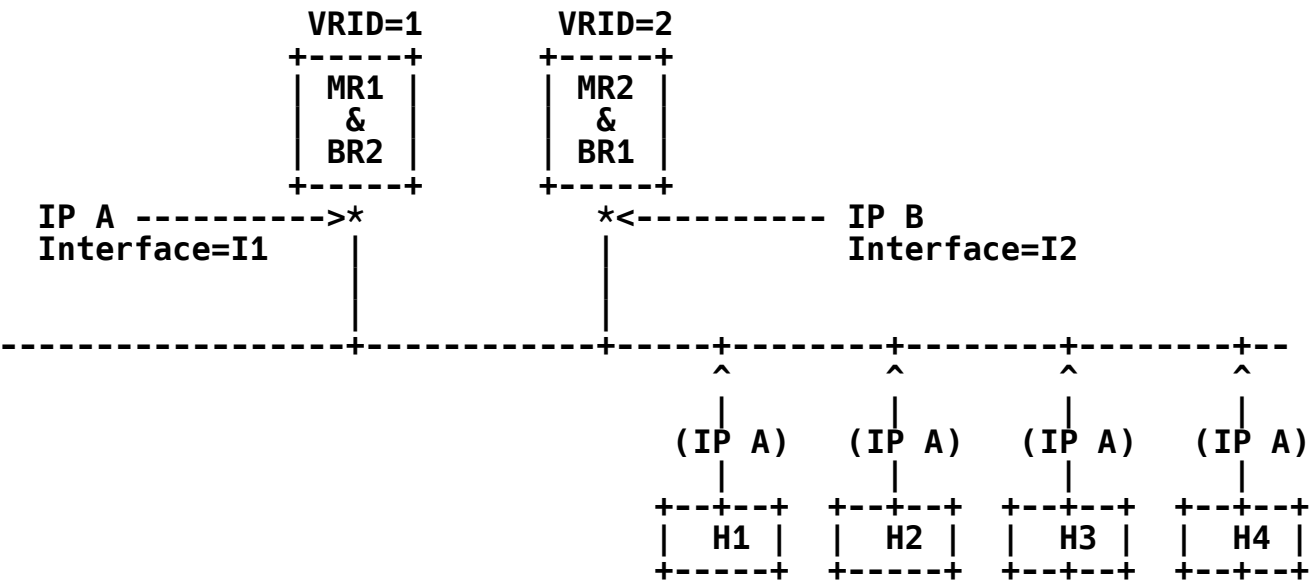 VRID=1 VRID=2
+-----+ +-----+
| MR1 | | MR2 |
| & | | & |
| BR2 | | BR1 |
+-----+ +-----+
IP A ---------->* *<---------- IP B
Interface=I1 | | Interface=I2
| |
| |
------------------+------------+-----+--------+--------+--------+--
^ ^ ^ ^
| | | |
(IP A) (IP A) (IP A) (IP A)
| | | |
+--+--+ +--+--+ +--+--+ +--+--+
| H1 | | H2 | | H3 | | H4 |
+-----+ +-----+ +--+--+ +--+--+